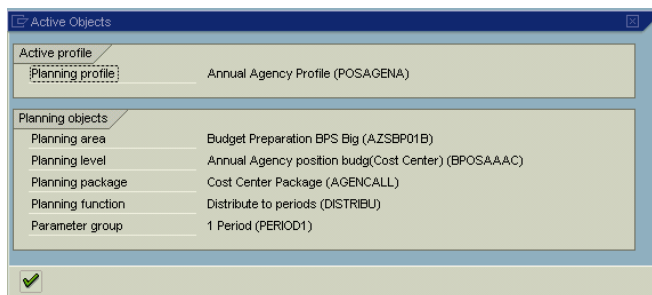 Active Objects
Active profile
Planning profile Annual Agency Profile (POSAGENA)
Planning objects
Planning area Budget Preparation BPS Big (AZSBP01B)
Planning level Annual Agency position budg(Cost Center) (BPOSAAAC)
Planning package Cost Center Package (AGENCALL)
Planning function Distribute to periods (DISTRIBU)
Parameter group 1 Period (PERIOD1)